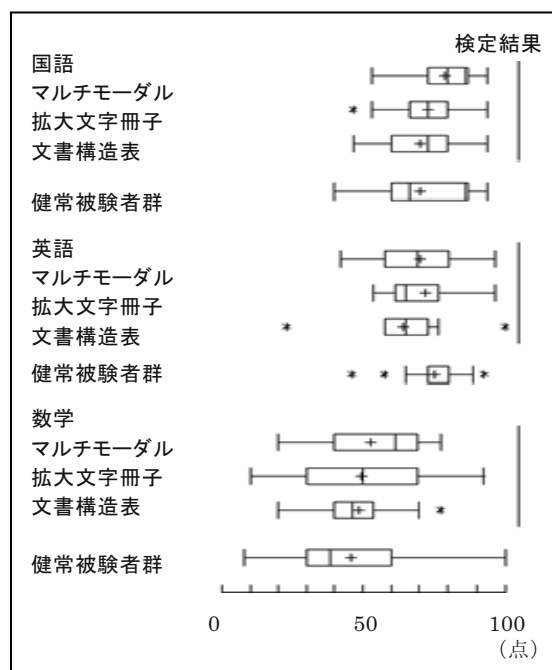 検定結果
国語
マルチモーダル
拡大文字冊子
文書構造表
健常被験者群
英語
マルチモーダル
拡大文字冊子
文書構造表
健常被験者群
数学
マルチモーダル
拡大文字冊子
文書構造表
健常被験者群
0 50 100
(点)